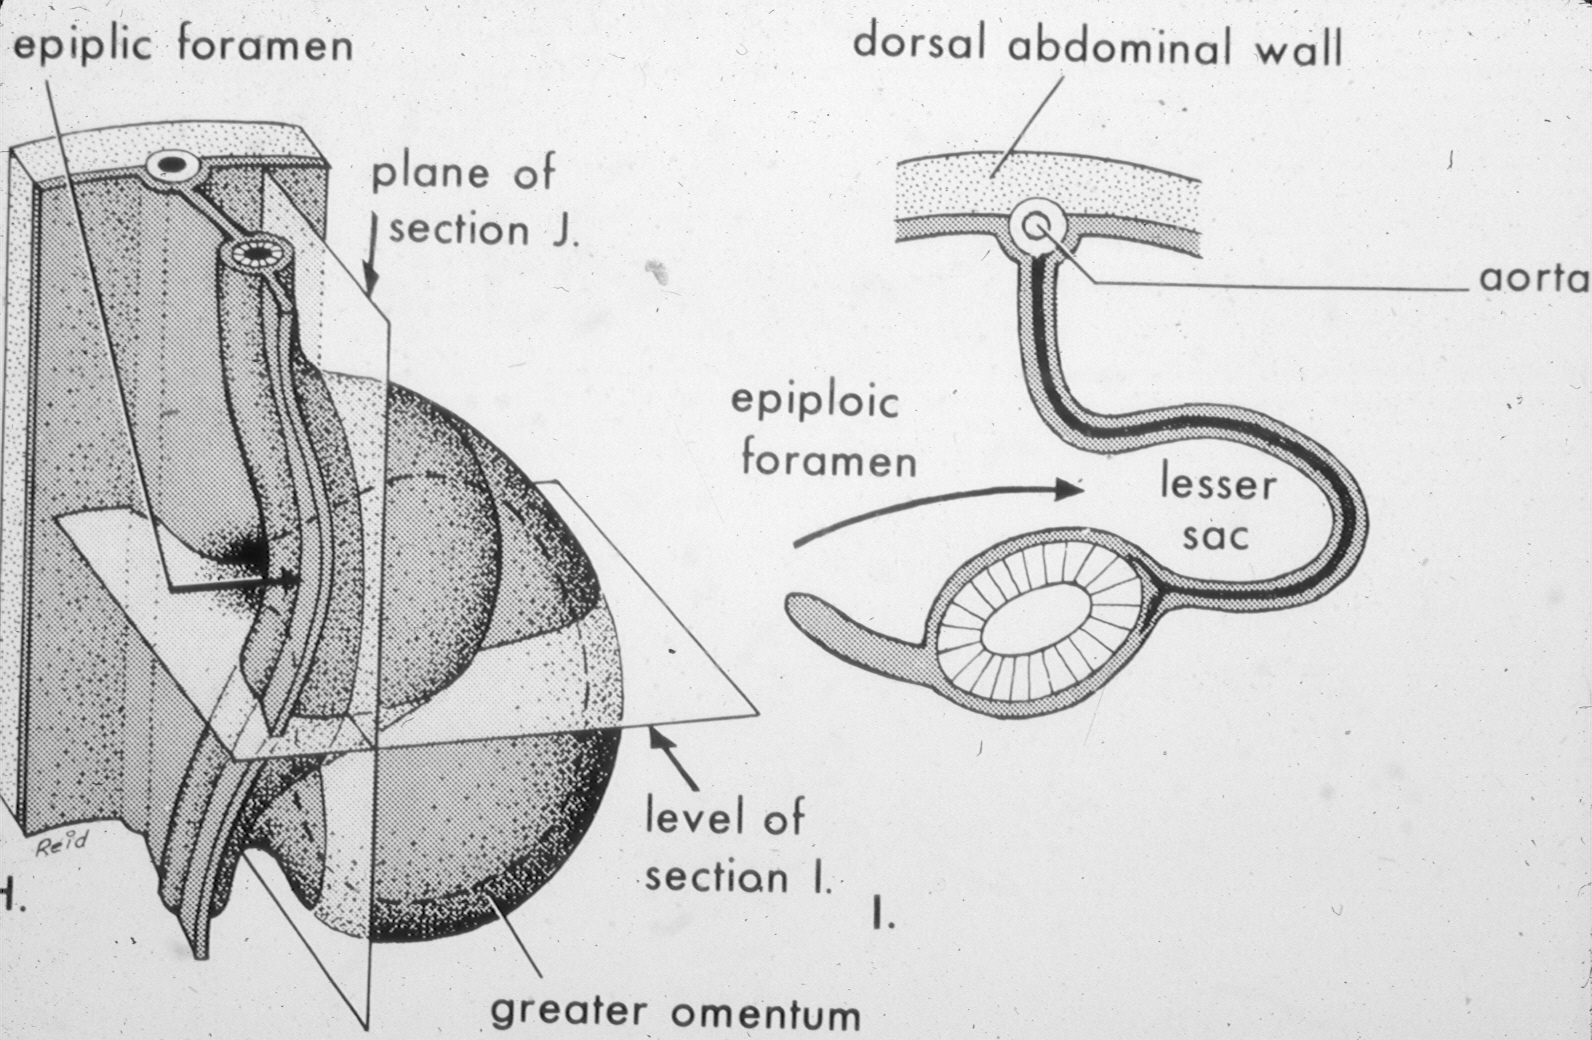 epiplic foramen
plane of
section J.
Reid
H.
level of
section I.
greater omentum
dorsal abdominal wall
aorta
epiploic
foramen
lesser
sac
I.